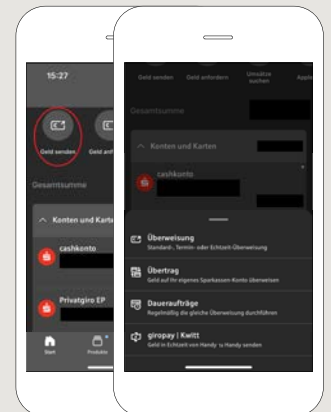 15:27
Geld senden
Geld anf
Gesamtsumme
Konten und Kart
cashkonto
Privatgiro EP
Start
Produkte
Geld senden
Geld anfordern
Umsätze
suchen
Apple
Gesamtsumme
Konten und Karten
cashkonto
Überweisung
Standard-, Termin- oder Echtzeit-Überweisung
Übertrag
Geld auf Ihr eigenes Sparkassen-Konto überweisen
Daueraufträge
Regelmäßig die gleiche Überweisung durchführen
giropay | Kwitt
Geld in Echtzeit von Handy zu Handy senden